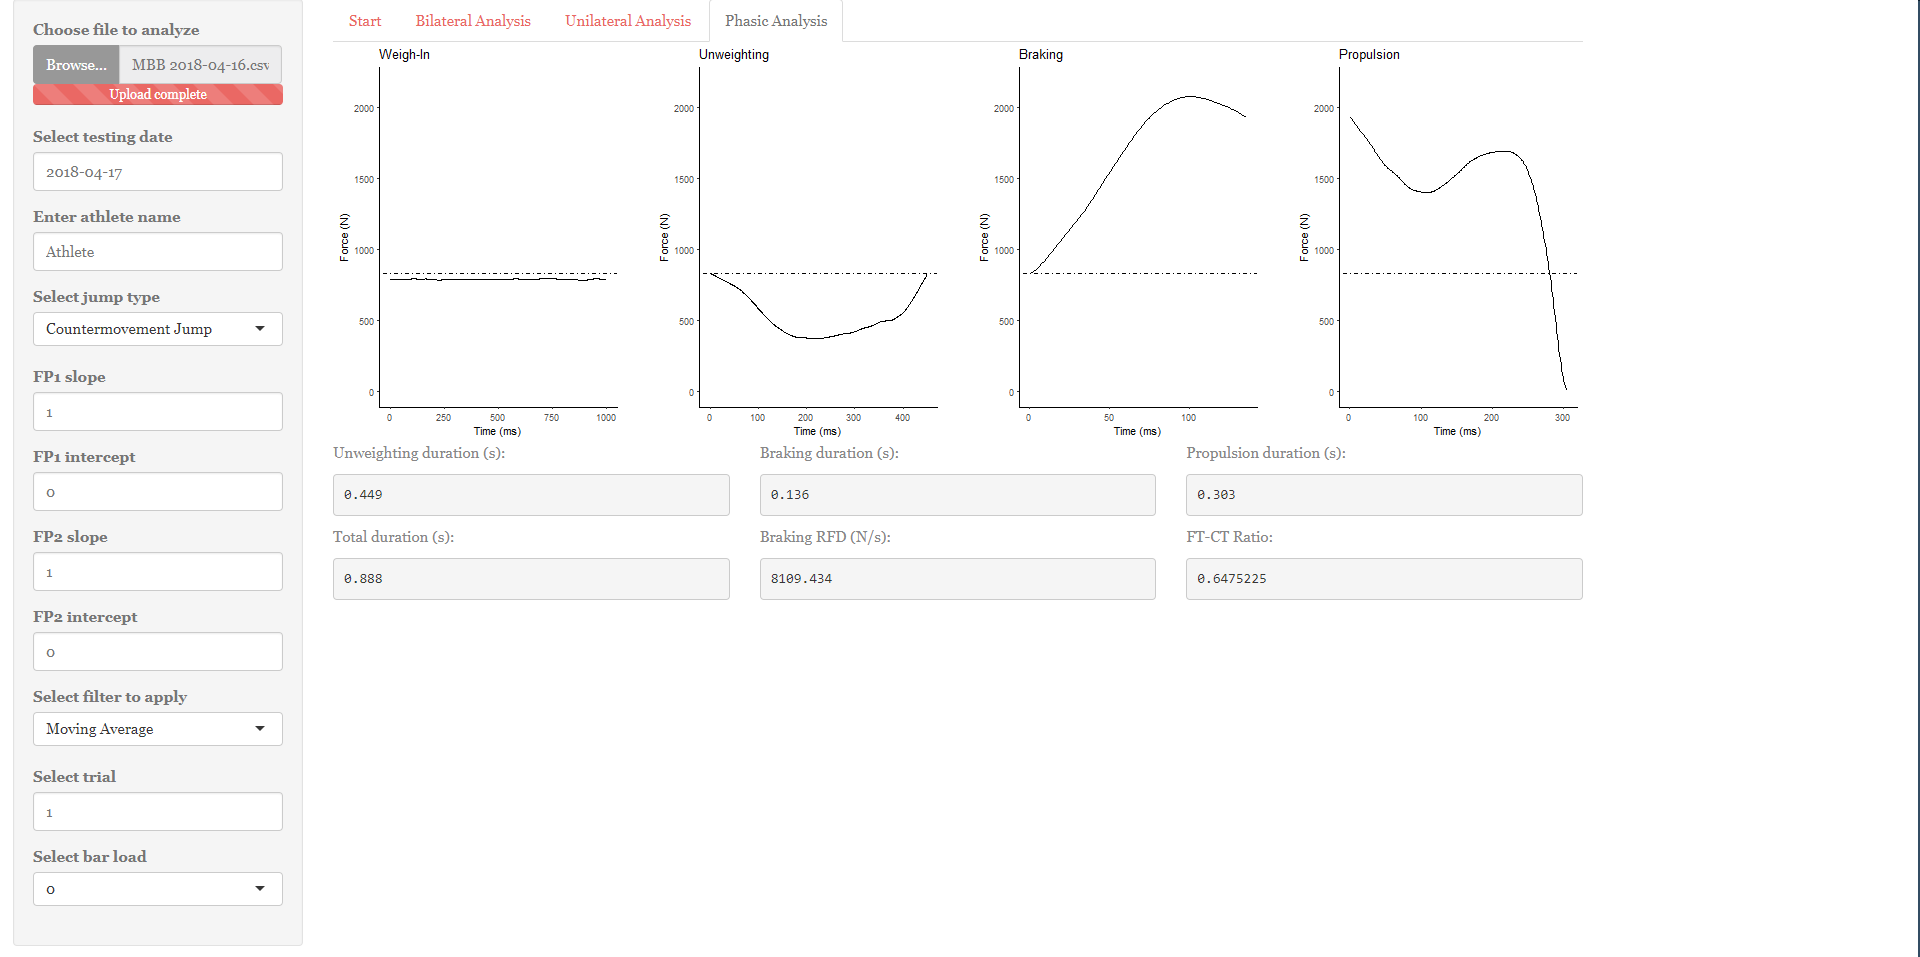 Choose file to analyze
Browse... MBB 2018-04-16.csv
Upload complete
Select testing date
2018-04-17
Enter athlete name
Athlete
Select jump type
Countermovement Jump
FP1 slope
1
FP1 intercept
0
FP2 slope
1
FP2 intercept
0
Select filter to apply
Moving Average
Select trial
1
Select bar load
0
Start Bilateral Analysis Unilateral Analysis Phasic Analysis
Weigh-In
Force (N)
2000
1500
1000
500
0
0 250 500 750 1000
Time (ms)
Unweighting
Force (N)
2000
1500
1000
500
0
0 100 200 300 400
Time (ms)
Braking
Force (N)
2000
1500
1000
500
0
0 50 100
Time (ms)
Propulsion
Force (N)
2000
1500
1000
500
0
0 100 200 300
Time (ms)
Unweighting duration (s): Braking duration (s): Propulsion duration (s):
0.449 0.136 0.303
Total duration (s): Braking RFD (N/s): FT-CT Ratio:
0.888 8109.434 0.6475225